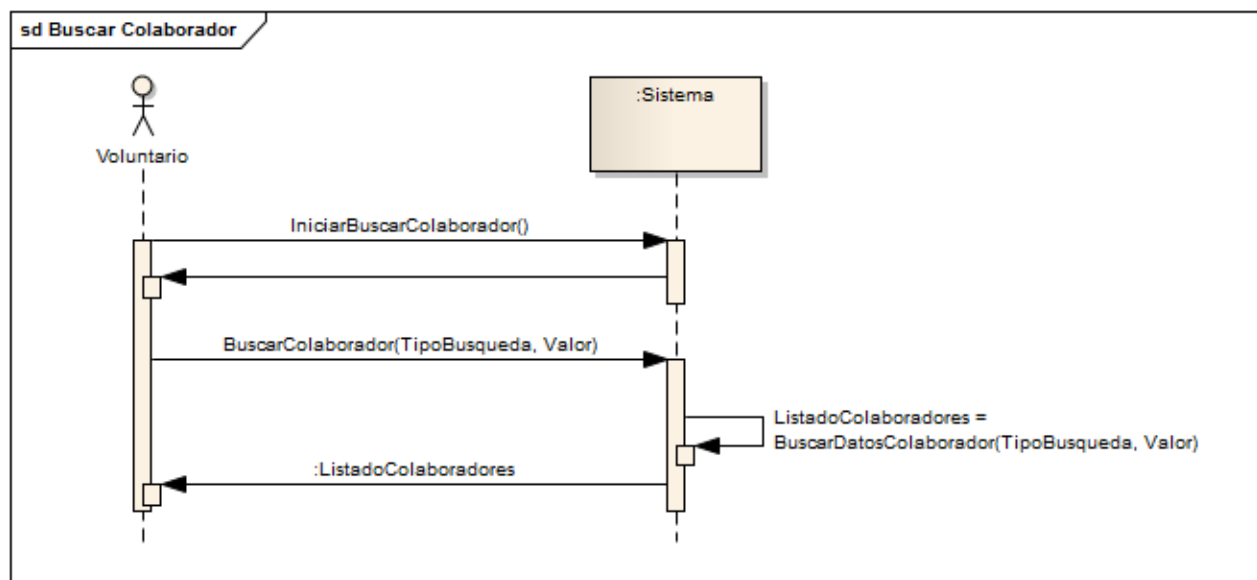 sd Buscar Colaborador
Voluntario
:Sistema
IniciarBuscarColaborador()
BuscarColaborador(TipoBusqueda, Valor)
ListadoColaboradores =
BuscarDatosColaborador(TipoBusqueda, Valor)
:ListadoColaboradores